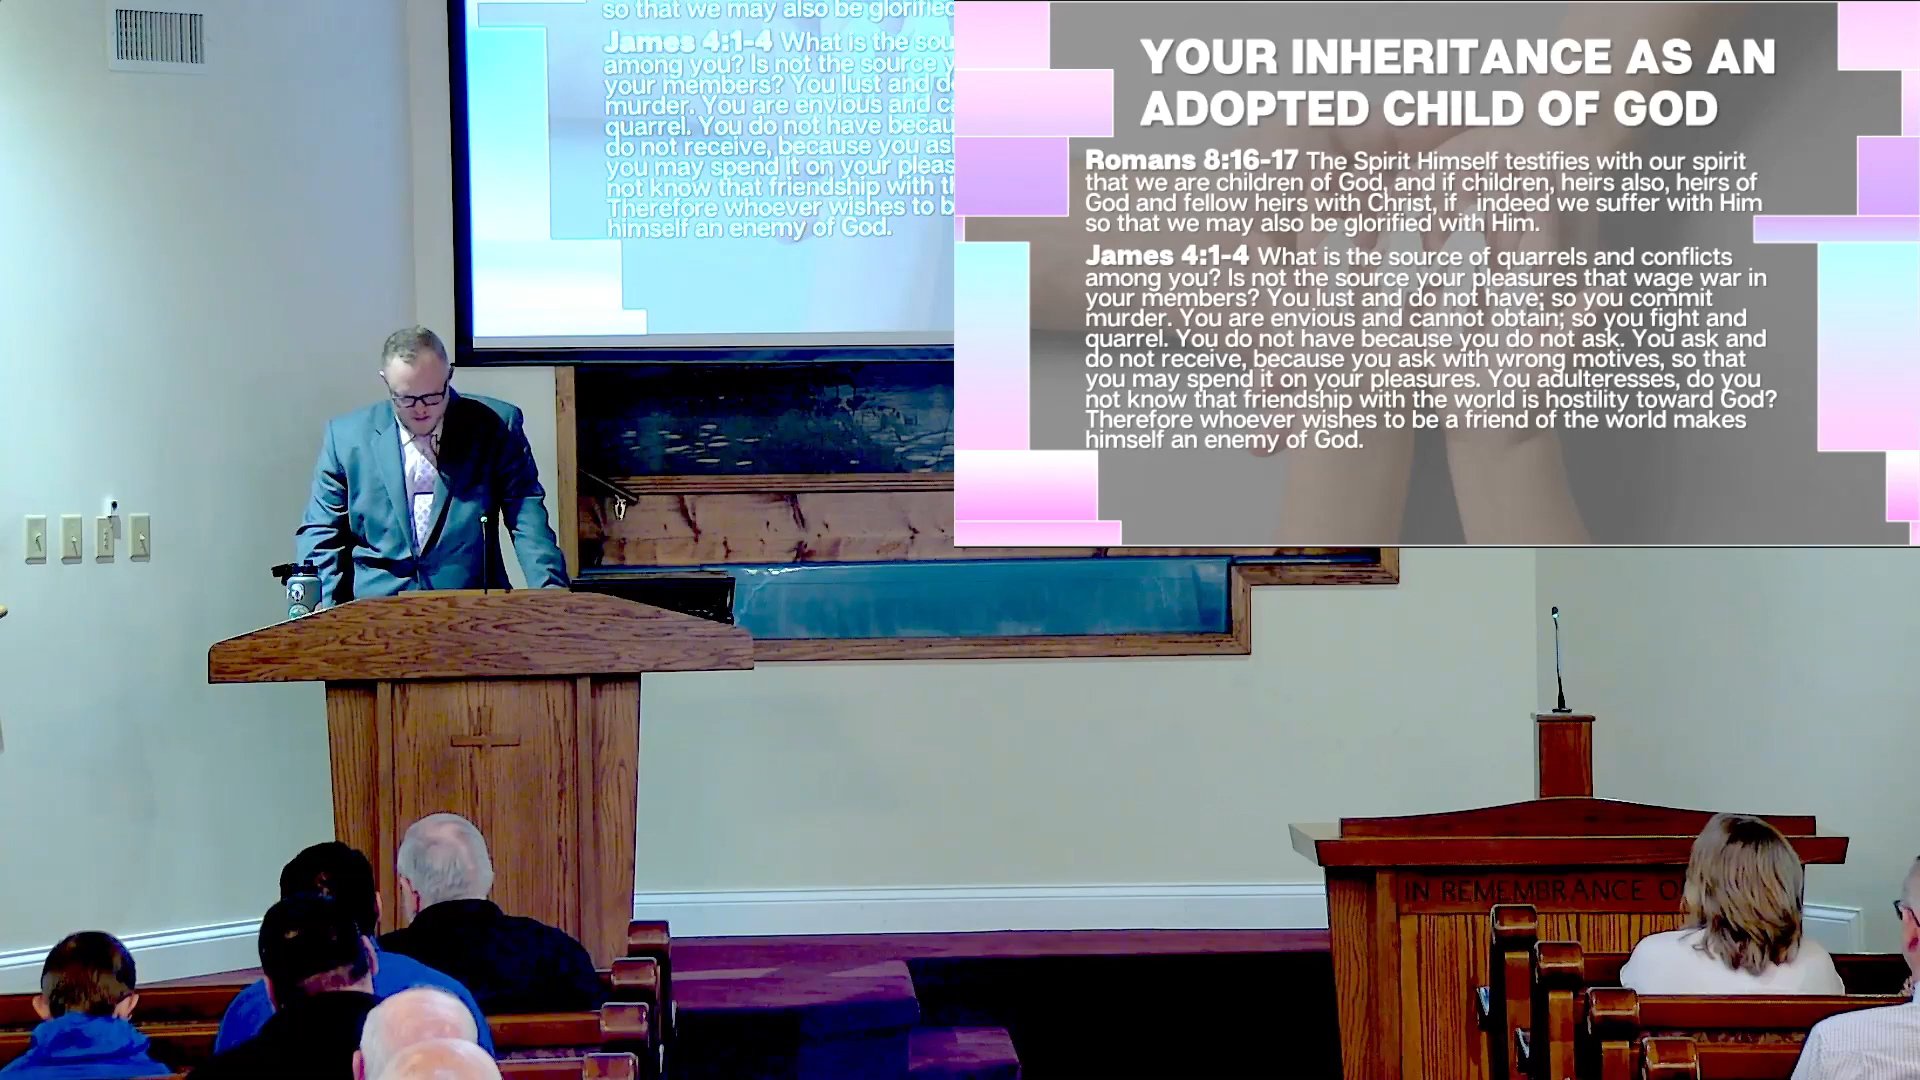 so that we may also be glorified
James 4:1-4 What is the sou
among you? Is not the source y
your members? You lust and d
murder. You are envious and c
quarrel. You do not have becau
do not receive, because you as
you may spend it on your pleas
not know that friendship with t
Therefore whoever wishes to b
himself an enemy of God.
YOUR INHERITANCE AS AN
ADOPTED CHILD OF GOD
Romans 8:16-17 The Spirit Himself testifies with our spirit
that we are children of God, and if children, heirs also, heirs of
God and fellow heirs with Christ, if indeed we suffer with Him
so that we may also be glorified with Him.
James 4:1-4 What is the source of quarrels and conflicts
among you? Is not the source your pleasures that wage war in
your members? You lust and do not have; so you commit
murder. You are envious and cannot obtain; so you fight and
quarrel. You do not have because you do not ask. You ask and
do not receive, because you ask with wrong motives, so that
you may spend it on your pleasures. You adulteresses, do you
not know that friendship with the world is hostility toward God?
Therefore whoever wishes to be a friend of the world makes
himself an enemy of God.
IN REMEMBRANCE O